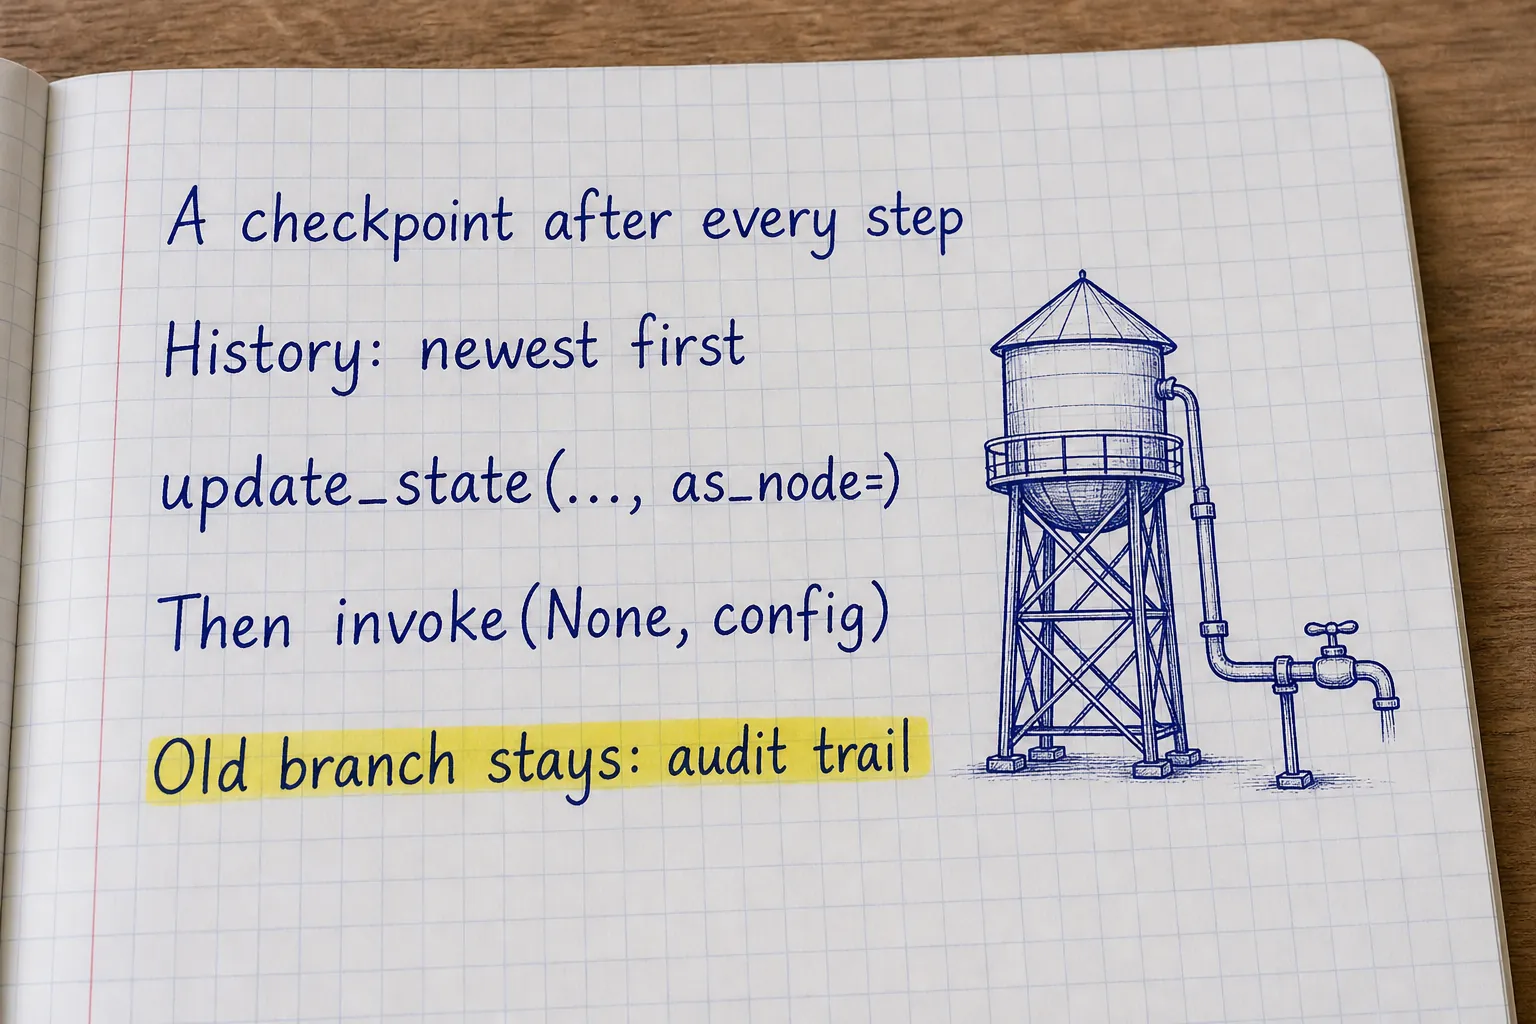 A checkpoint after every step
History: newest first
update_state(..., as_node=)
Then invoke(None, config)
Old branch stays: audit trail